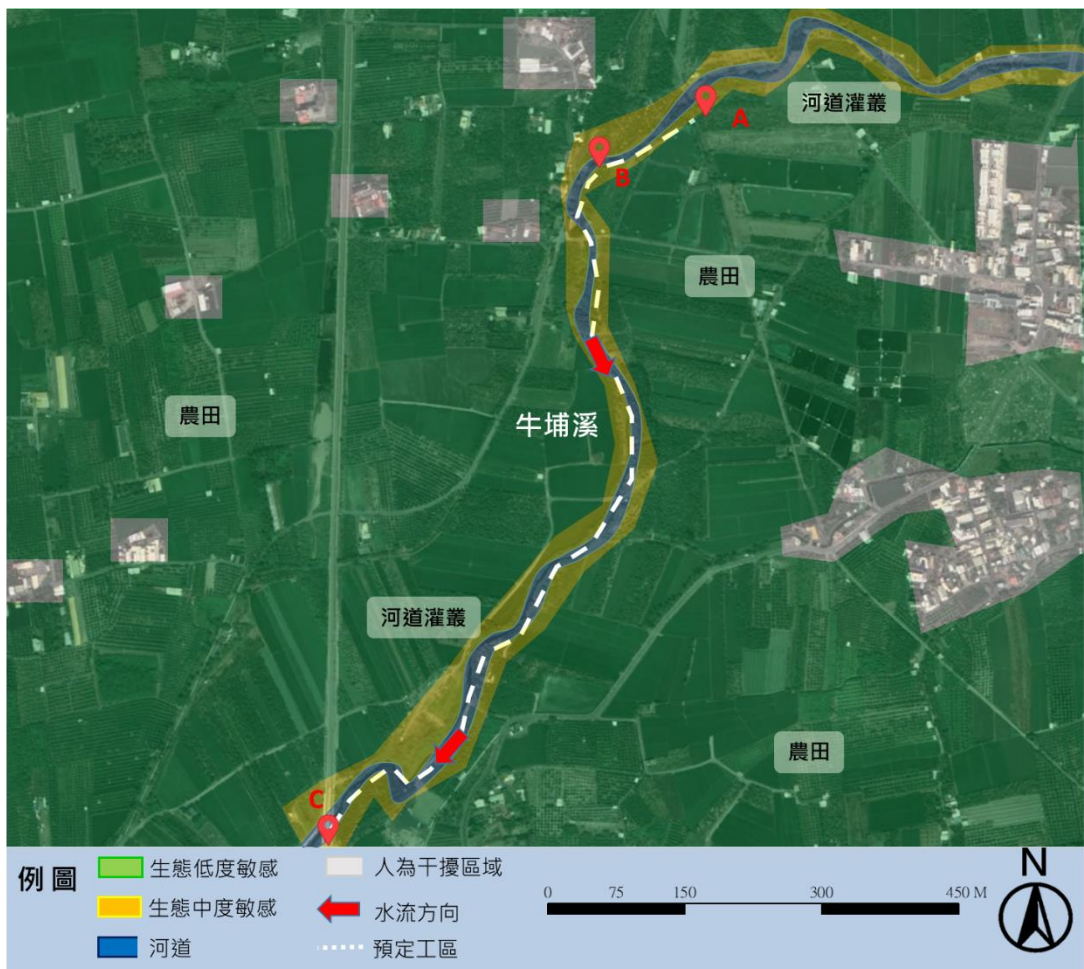 河道灌叢
A
B
農田
農田
牛埔溪
河道灌叢
農田
C
例圖
生態低度敏感
人為干擾區域
生態中度敏感
水流方向
河道
預定工區
0 75 150 300 450 M
N